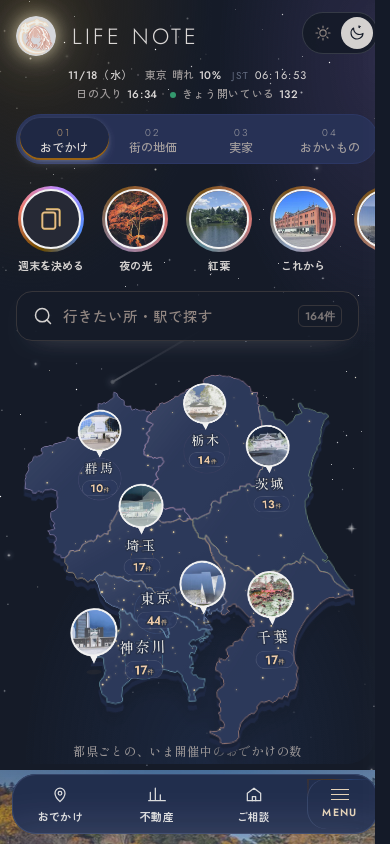 LIFE NOTE
11/18（水）· 東京 晴れ 10% JST 06:16:53
日の入り 16:34 · きょう開いている 132
01 02 03 04
おでかけ 街の地価 実家 おかいもの
週末を決める 夜の光 紅葉 これから
行きたい所・駅で探す 164件
栃木
14件
群馬
10件
茨城
13件
埼玉
17件
東京
44件
千葉
17件
神奈川
17件
都県ごとの、いま開催中のおでかけの数
おでかけ 不動産 ご相談 MENU